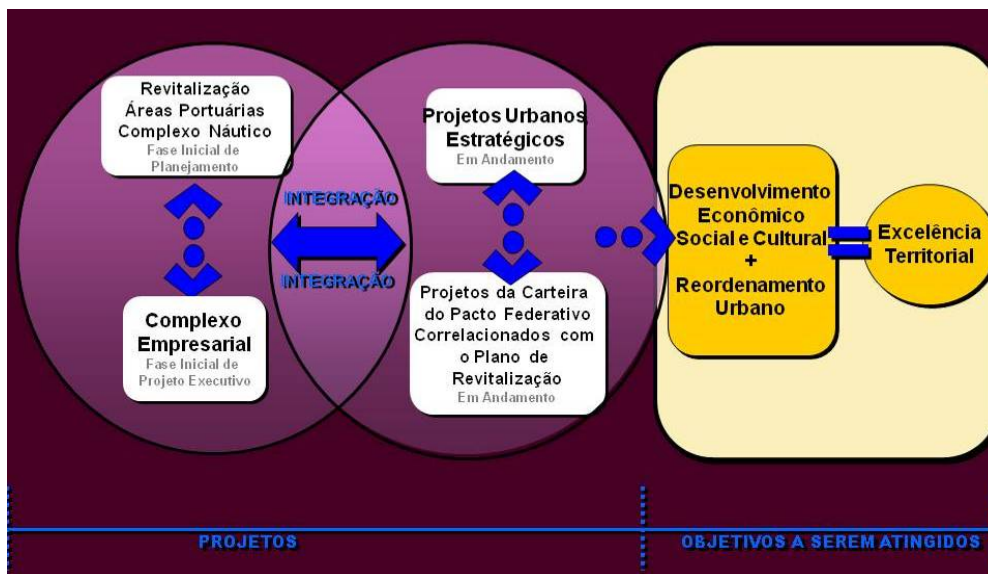 Revitalização
Áreas Portuárias
Complexo Náutico
Fase Inicial de
Planejamento
Complexo
Empresarial
Fase Inicial de
Projeto Executivo
INTEGRAÇÃO
INTEGRAÇÃO
Projetos Urbanos
Estratégicos
Em Andamento
Projetos da Carteira
do Pacto Federativo
Correlacionados com
o Plano de
Revitalização
Em Andamento
Desenvolvimento
Econômico
Social e Cultural
+
Reordenamento
Urbano
Excelência
Territorial
PROJETOS
OBJETIVOS A SEREM ATINGIDOS